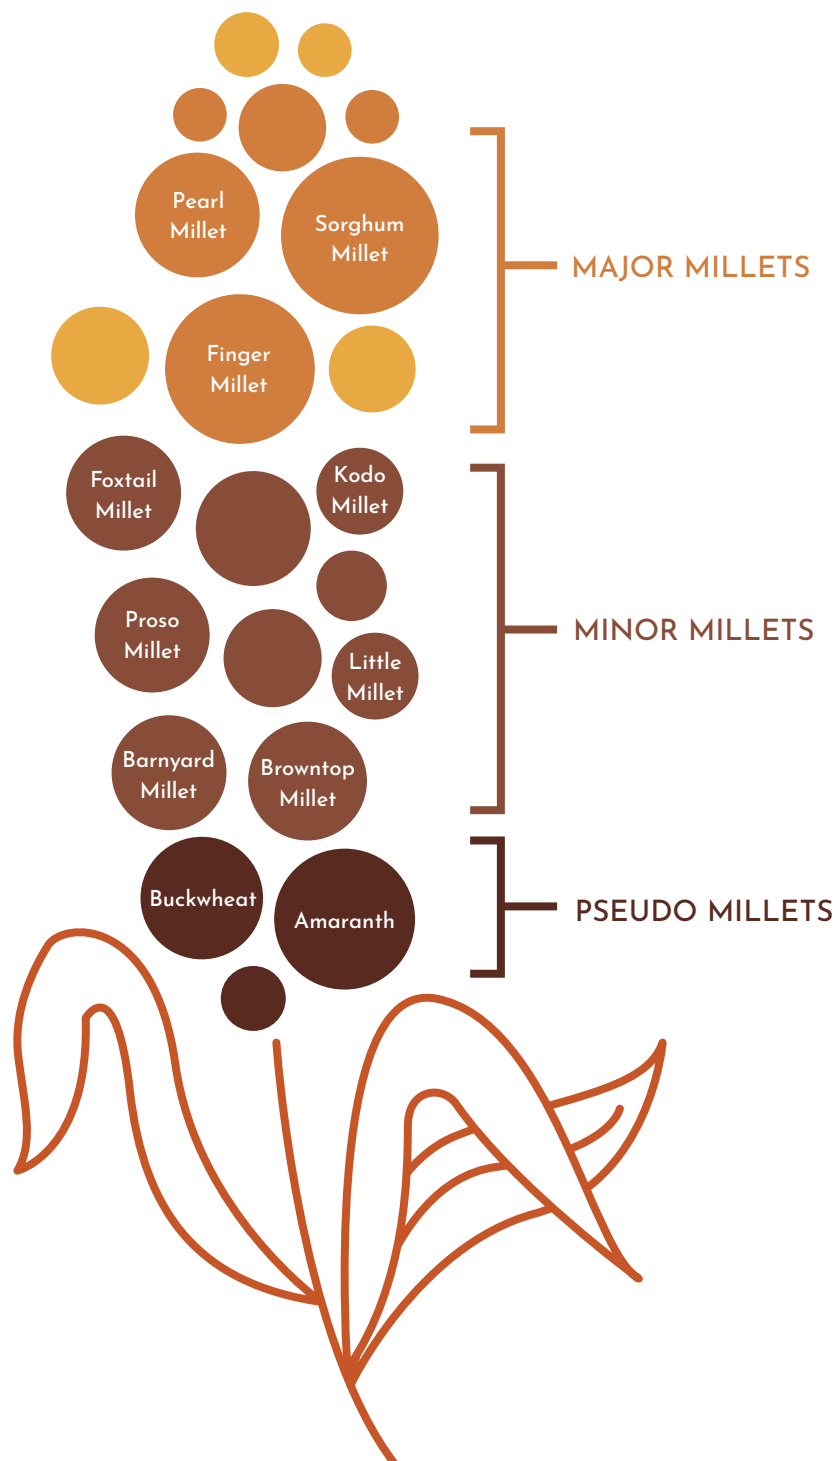 Pearl
Millet
Sorghum
Millet
MAJOR MILLETS
Finger
Millet
Foxtail
Millet
Kodo
Millet
Proso
Millet
MINOR MILLETS
Little
Millet
Barnyard
Millet
Browntop
Millet
Buckwheat
Amaranth
PSEUDO MILLETS